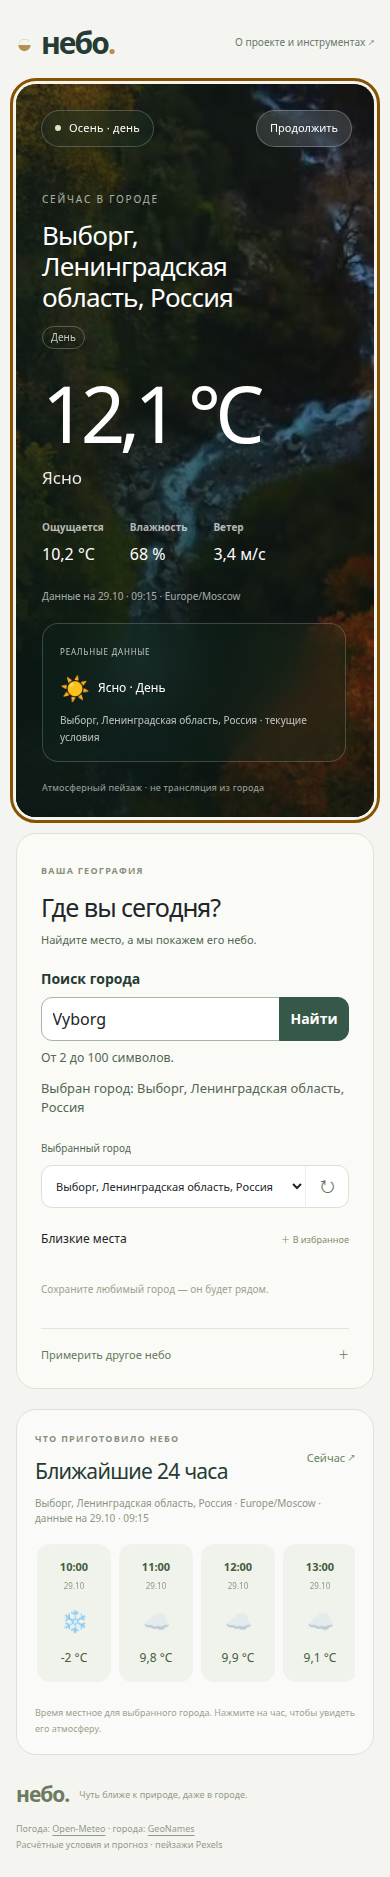 небо.
О проекте и инструментах ↗
Осень · день
Продолжить
СЕЙЧАС В ГОРОДЕ
Выборг,
Ленинградская
область, Россия
День
12,1 °C
Ясно
Ощущается
Влажность
Ветер
10,2 °C
68 %
3,4 м/с
Данные на 29.10 · 09:15 · Europe/Moscow
РЕАЛЬНЫЕ ДАННЫЕ
Ясно · День
Выборг, Ленинградская область, Россия · текущие
условия
Атмосферный пейзаж · не трансляция из города
ВАША ГЕОГРАФИЯ
Где вы сегодня?
Найдите место, а мы покажем его небо.
Поиск города
Vyborg
Найти
От 2 до 100 символов.
Выбран город: Выборг, Ленинградская область,
Россия
Выбранный город
Выборг, Ленинградская область, Россия
Близкие места
+ В избранное
Сохраните любимый город — он будет рядом.
Примерить другое небо
+
ЧТО ПРИГОТОВИЛО НЕБО
Ближайшие 24 часа
Сейчас ↗
Выборг, Ленинградская область, Россия · Europe/Moscow ·
данные на 29.10 · 09:15
10:00
11:00
12:00
13:00
29.10
29.10
29.10
29.10
-2 °C
9,8 °C
9,9 °C
9,1 °C
Время местное для выбранного города. Нажмите на час, чтобы увидеть
его атмосферу.
небо.
Чуть ближе к природе, даже в городе.
Погода: Open-Meteo · города: GeoNames
Расчётные условия и прогноз · пейзажи Pexels